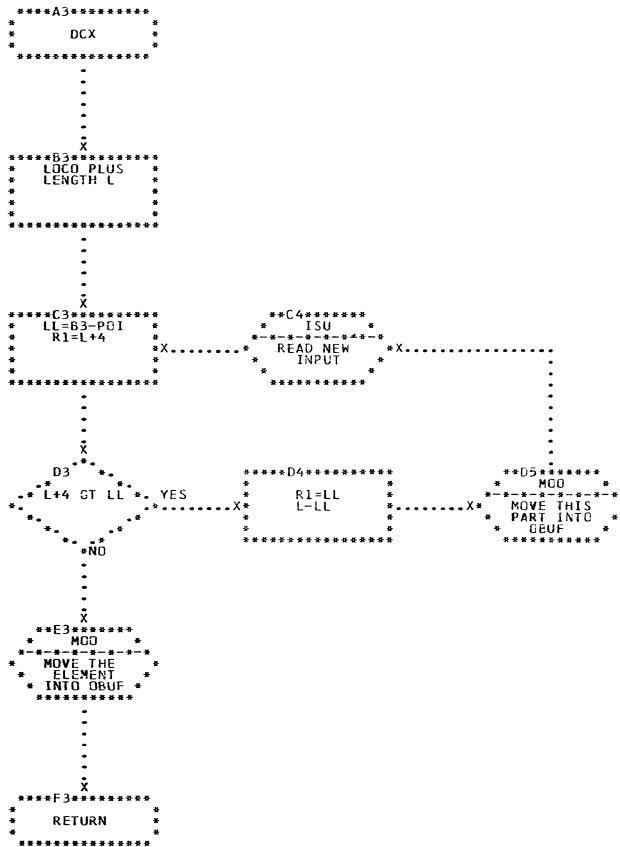 A3
DCX
B3
LOCO PLUS
LENGTH L
C3
LL=B3-POI
R1=L+4
C4
ISU
READ NEW
INPUT
D3
L+4 GT LL
YES
NO
D4
R1=LL
L-LL
D5
MOO
MOVE THIS
PART INTO
OBUF
E3
MOO
MOVE THE
ELEMENT
INTO OBUF
F3
RETURN